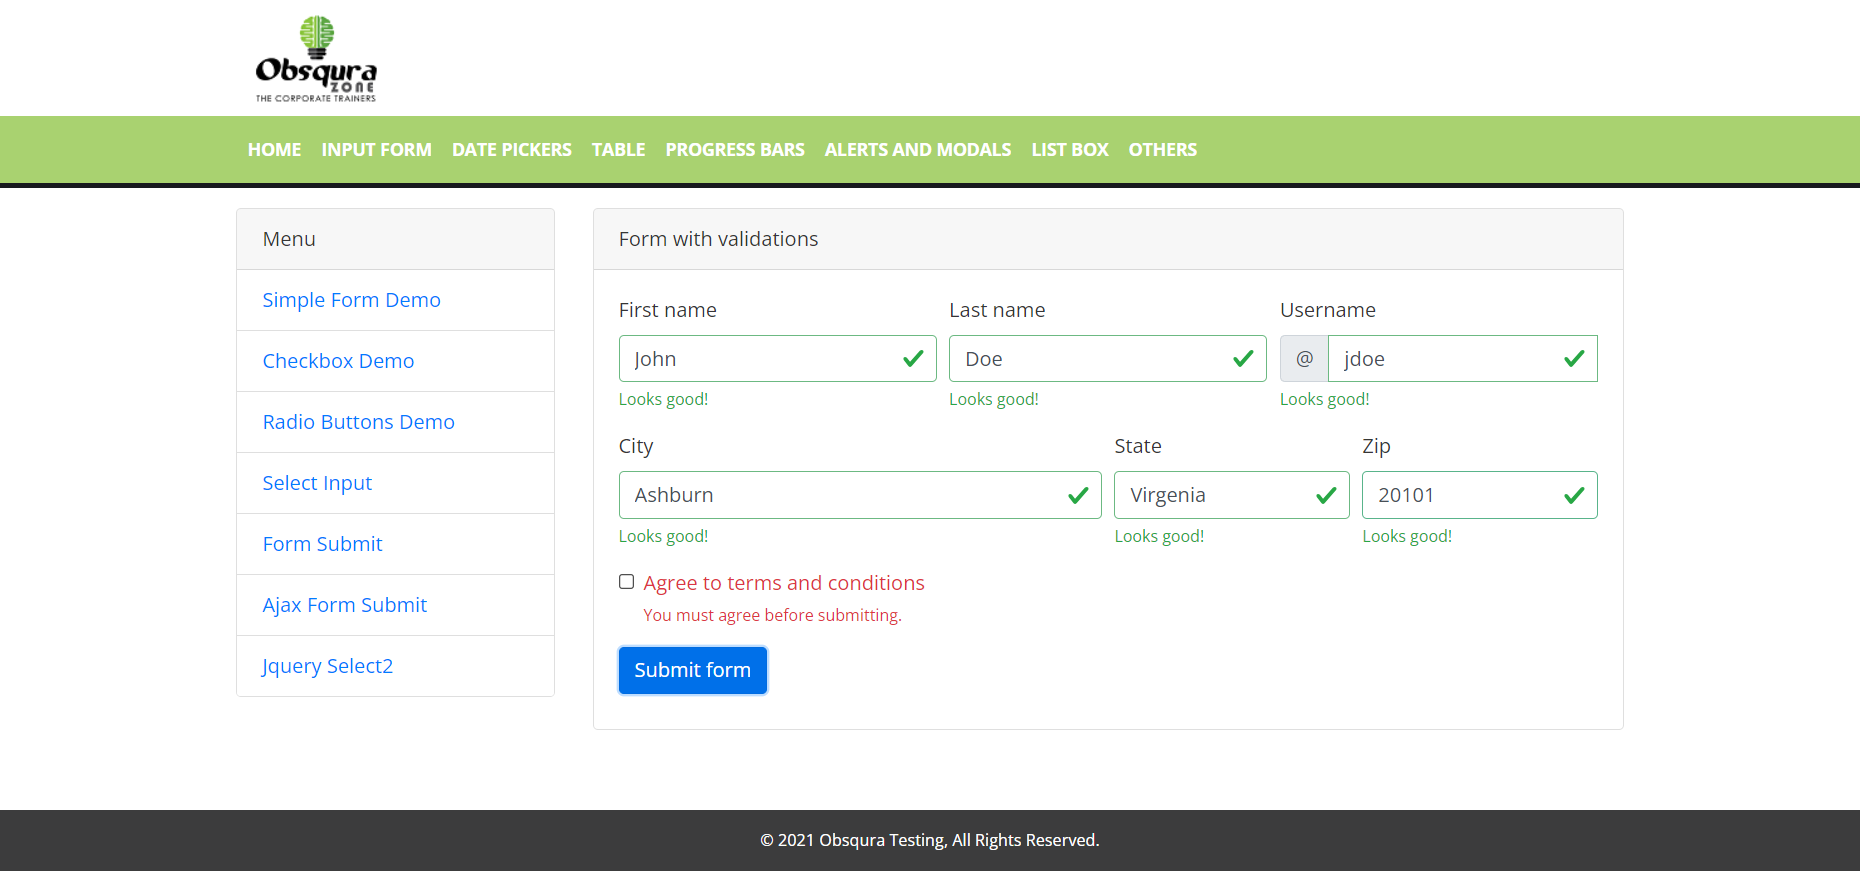 Obsqura
ZONE
THE CORPORATE TRAINERS
HOME INPUT FORM DATE PICKERS TABLE PROGRESS BARS ALERTS AND MODALS LIST BOX OTHERS
Menu
Simple Form Demo
Checkbox Demo
Radio Buttons Demo
Select Input
Form Submit
Ajax Form Submit
Jquery Select2
Form with validations
First name Last name Username
John Doe @ jdoe
Looks good! Looks good! Looks good!
City State Zip
Ashburn Virgenia 20101
Looks good! Looks good! Looks good!
Agree to terms and conditions
You must agree before submitting.
Submit form
© 2021 Obsqura Testing, All Rights Reserved.